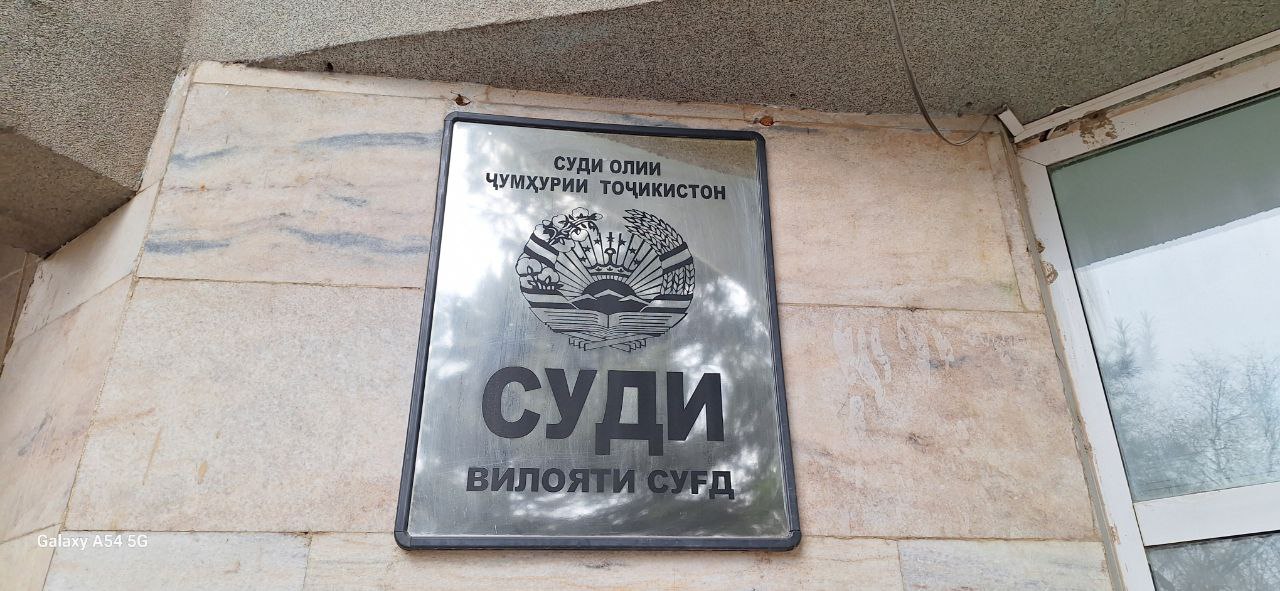 СУДИ ОЛИИ
ҶУМҲУРИИ ТОҶИКИСТОН
СУДИ
ВИЛОЯТИ СУҒД
Galaxy A54 5G